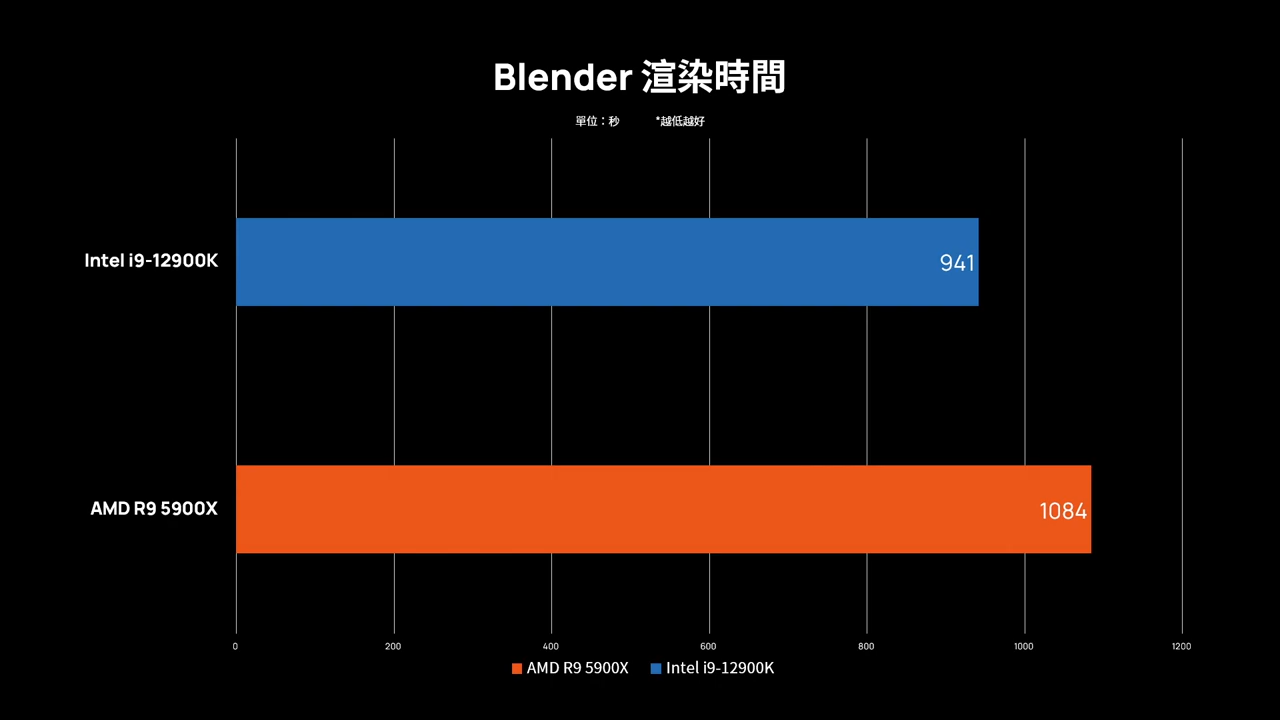 Blender 渲染時間
單位：秒 *越低越好
Intel i9-12900K
941
AMD R9 5900X
1084
0 200 400 600 800 1000 1200
AMD R9 5900X Intel i9-12900K